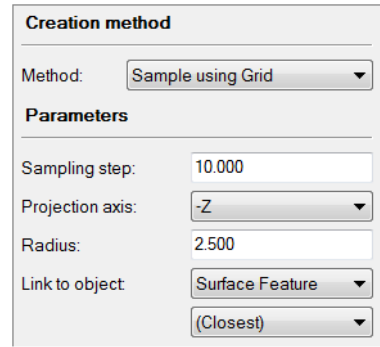 Creation method
Method: Sample using Grid
Parameters
Sampling step: 10.000
Projection axis: -Z
Radius: 2.500
Link to object: Surface Feature
(Closest)